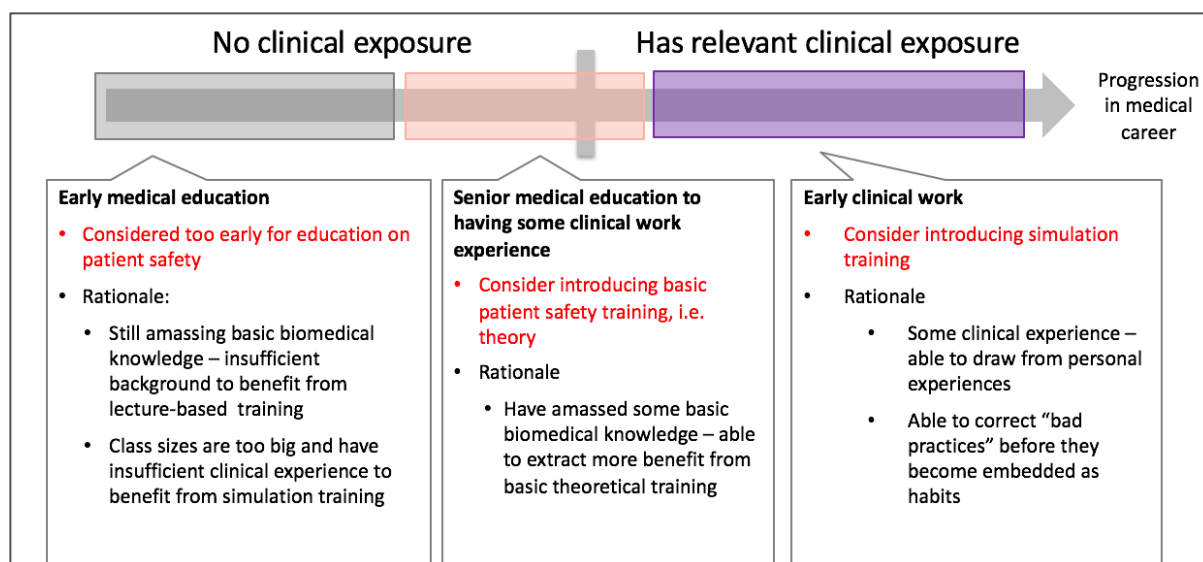 No clinical exposure
Has relevant clinical exposure
Progression
in medical
career
Early medical education
• Considered too early for education on
patient safety
• Rationale:
• Still amassing basic biomedical
knowledge – insufficient
background to benefit from
lecture-based training
• Class sizes are too big and have
insufficient clinical experience to
benefit from simulation training
Senior medical education to
having some clinical work
experience
• Consider introducing basic
patient safety training, i.e.
theory
• Rationale
• Have amassed some basic
biomedical knowledge – able
to extract more benefit from
basic theoretical training
Early clinical work
• Consider introducing simulation
training
• Rationale
• Some clinical experience –
able to draw from personal
experiences
• Able to correct “bad
practices” before they
become embedded as
habits